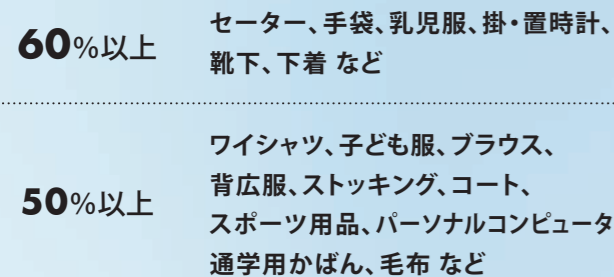 60%以上
セーター、手袋、乳児服、掛・置時計、
靴下、下着 など
50%以上
ワイシャツ、子ども服、ブラウス、
背広服、ストッキング、コート、
スポーツ用品、パーソナルコンピュータ
通学用かばん、毛布 など